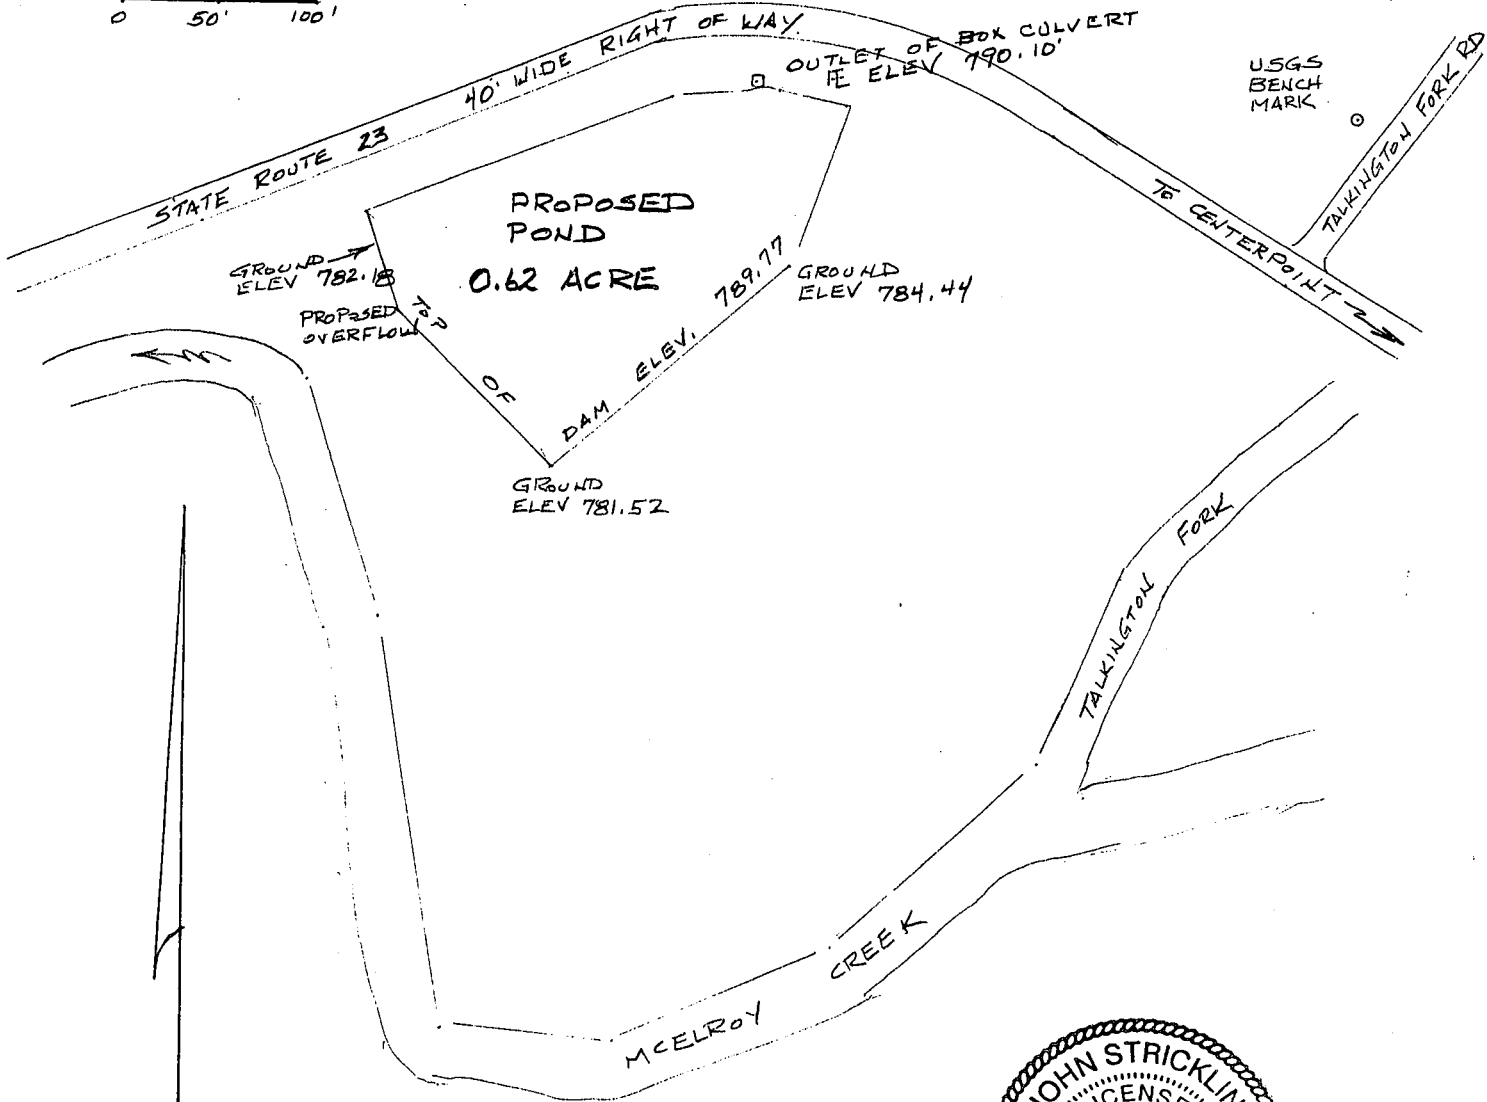 0 50' 100'
STATE ROUTE 23 40' WIDE RIGHT OF WAY
OUTLET OF BOX CULVERT
ELEV 790.10'
USGS
BENCH
MARK
TALKINGTON FORK RD
TO CENTERPOINT
PROPOSED
POND
0.62 ACRE
GROUND
ELEV 782.18
PROPOSED
OVERFLOW
TOP OF DAM ELEV. 789.77
GROUND
ELEV 784.44
GROUND
ELEV 781.52
TALKINGTON FORK
MCELROY CREEK
JOHN STRICKLIN